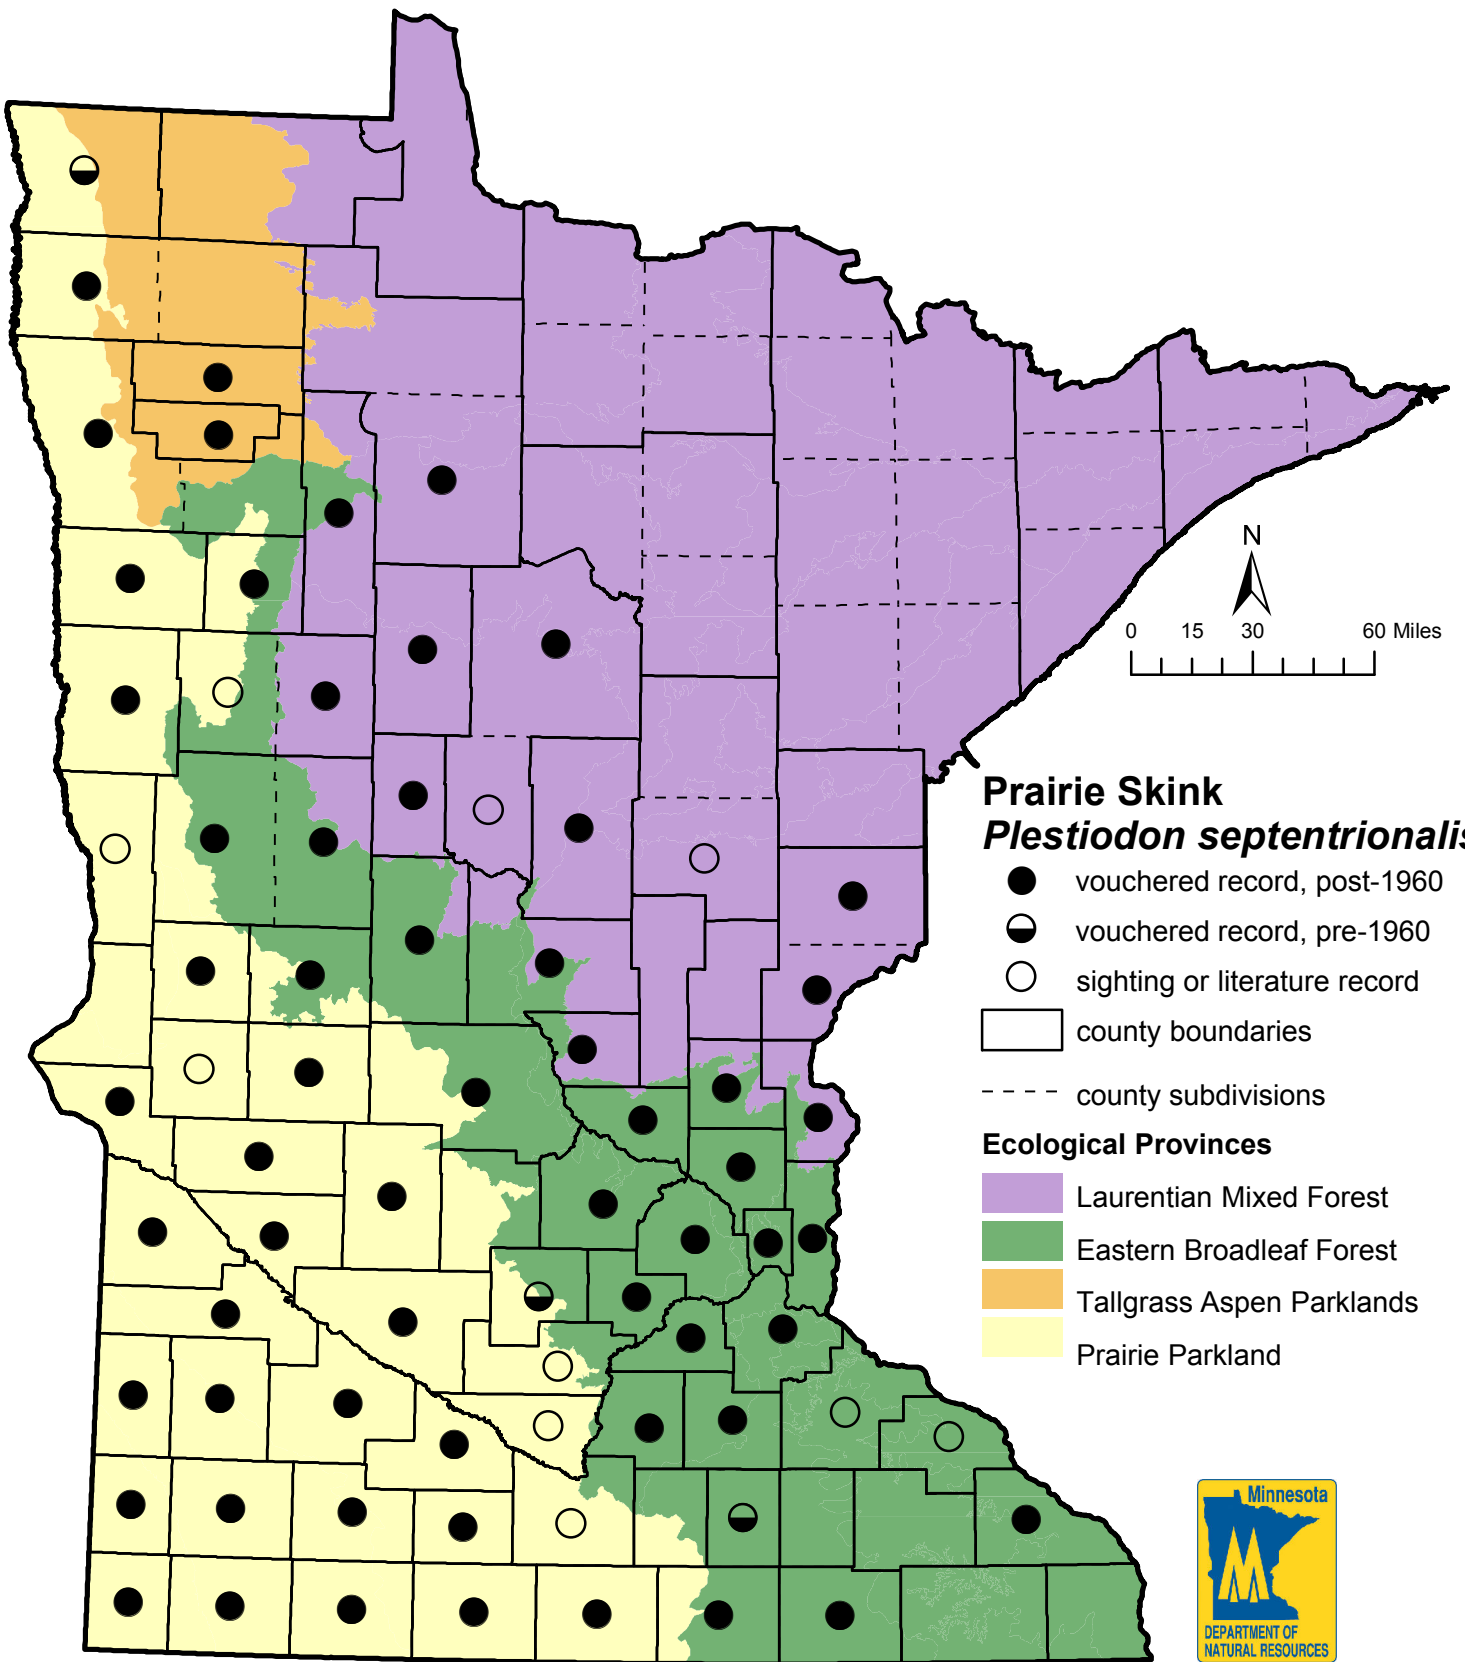 N
0 15 30 60 Miles
Prairie Skink
Plestiodon septentrionalis
vouchered record, post-1960
vouchered record, pre-1960
sighting or literature record
county boundaries
county subdivisions
Ecological Provinces
Laurentian Mixed Forest
Eastern Broadleaf Forest
Tallgrass Aspen Parklands
Prairie Parkland
Minnesota
DEPARTMENT OF
NATURAL RESOURCES